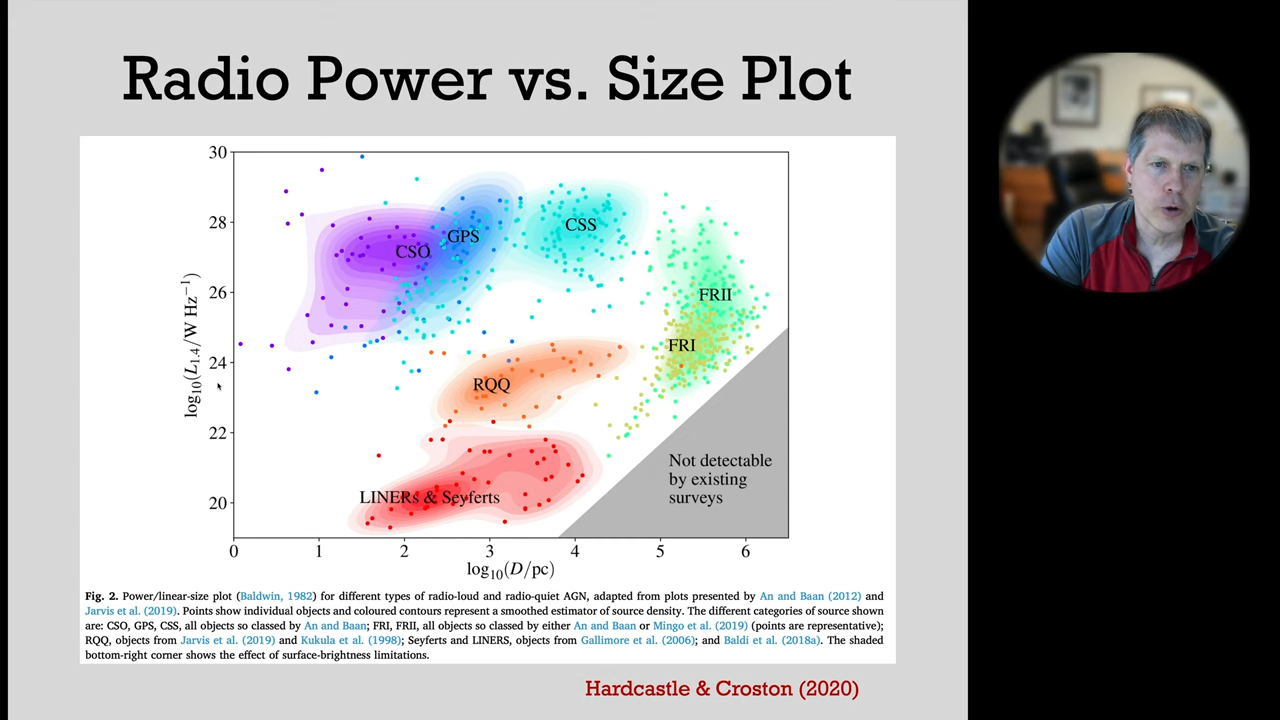 Radio Power vs. Size Plot
30
28
26
24
22
20
log10(L1.4/W Hz−1)
CSO
GPS
CSS
FRII
FRI
RQQ
LINERs & Seyferts
Not detectable
by existing
surveys
0 1 2 3 4 5 6
log10(D/pc)
Fig. 2. Power/linear-size plot (Baldwin, 1982) for different types of radio-loud and radio-quiet AGN, adapted from plots presented by An and Baan (2012) and
Jarvis et al. (2019). Points show individual objects and coloured contours represent a smoothed estimator of source density. The different categories of source shown
are: CSO, GPS, CSS, all objects so classed by An and Baan; FRI, FRII, all objects so classed by either An and Baan or Mingo et al. (2019) (points are representative);
RQQ, objects from Jarvis et al. (2019) and Kukula et al. (1998); Seyferts and LINERS, objects from Gallimore et al. (2006); and Baldi et al. (2018a). The shaded
bottom-right corner shows the effect of surface-brightness limitations.
Hardcastle & Croston (2020)